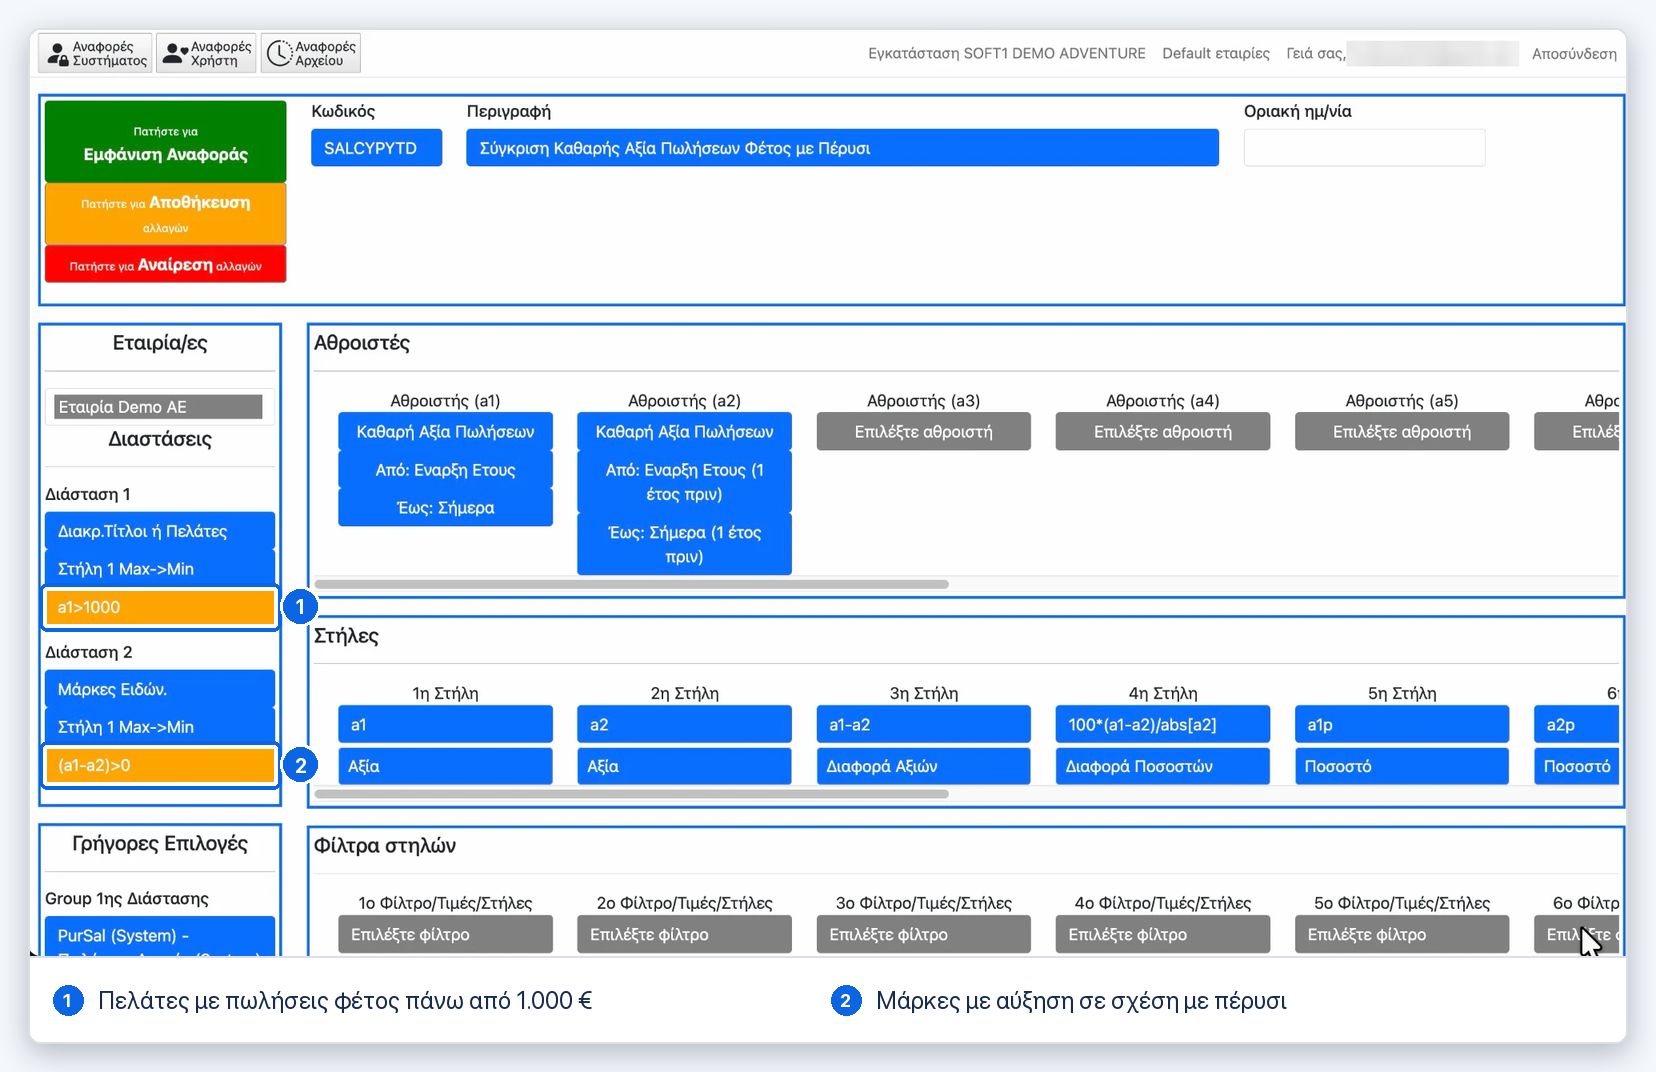 Αναφορές Συστήματος
Αναφορές Χρήστη
Αναφορές Αρχείου
Εγκατάσταση SOFT1 DEMO ADVENTURE
Default εταιρίες
Γειά σας,
Αποσύνδεση
Πατήστε για
Εμφάνιση Αναφοράς
Πατήστε για Αποθήκευση
αλλαγών
Πατήστε για Αναίρεση αλλαγών
Κωδικός
SALCYPYTD
Περιγραφή
Σύγκριση Καθαρής Αξία Πωλήσεων Φέτος με Πέρυσι
Οριακή ημ/νία
Εταιρία/ες
Εταιρία Demo AE
Διαστάσεις
Διάσταση 1
Διακρ.Τίτλοι ή Πελάτες
Στήλη 1 Max->Min
a1>1000
1
Διάσταση 2
Μάρκες Ειδών.
Στήλη 1 Max->Min
(a1-a2)>0
2
Αθροιστές
Αθροιστής (a1)
Καθαρή Αξία Πωλήσεων
Από: Εναρξη Ετους
Έως: Σήμερα
Αθροιστής (a2)
Καθαρή Αξία Πωλήσεων
Από: Εναρξη Ετους (1
έτος πριν)
Έως: Σήμερα (1 έτος
πριν)
Αθροιστής (a3)
Επιλέξτε αθροιστή
Αθροιστής (a4)
Επιλέξτε αθροιστή
Αθροιστής (a5)
Επιλέξτε αθροιστή
Στήλες
1η Στήλη
a1
Αξία
2η Στήλη
a2
Αξία
3η Στήλη
a1-a2
Διαφορά Αξιών
4η Στήλη
100*(a1-a2)/abs[a2]
Διαφορά Ποσοστών
5η Στήλη
a1p
Ποσοστό
a2p
Ποσοστό
Γρήγορες Επιλογές
Group 1ης Διάστασης
PurSal (System) -
Φίλτρα στηλών
1ο Φίλτρο/Τιμές/Στήλες
Επιλέξτε φίλτρο
2ο Φίλτρο/Τιμές/Στήλες
Επιλέξτε φίλτρο
3ο Φίλτρο/Τιμές/Στήλες
Επιλέξτε φίλτρο
4ο Φίλτρο/Τιμές/Στήλες
Επιλέξτε φίλτρο
5ο Φίλτρο/Τιμές/Στήλες
Επιλέξτε φίλτρο
6ο
1 Πελάτες με πωλήσεις φέτος πάνω από 1.000 €
2 Μάρκες με αύξηση σε σχέση με πέρυσι